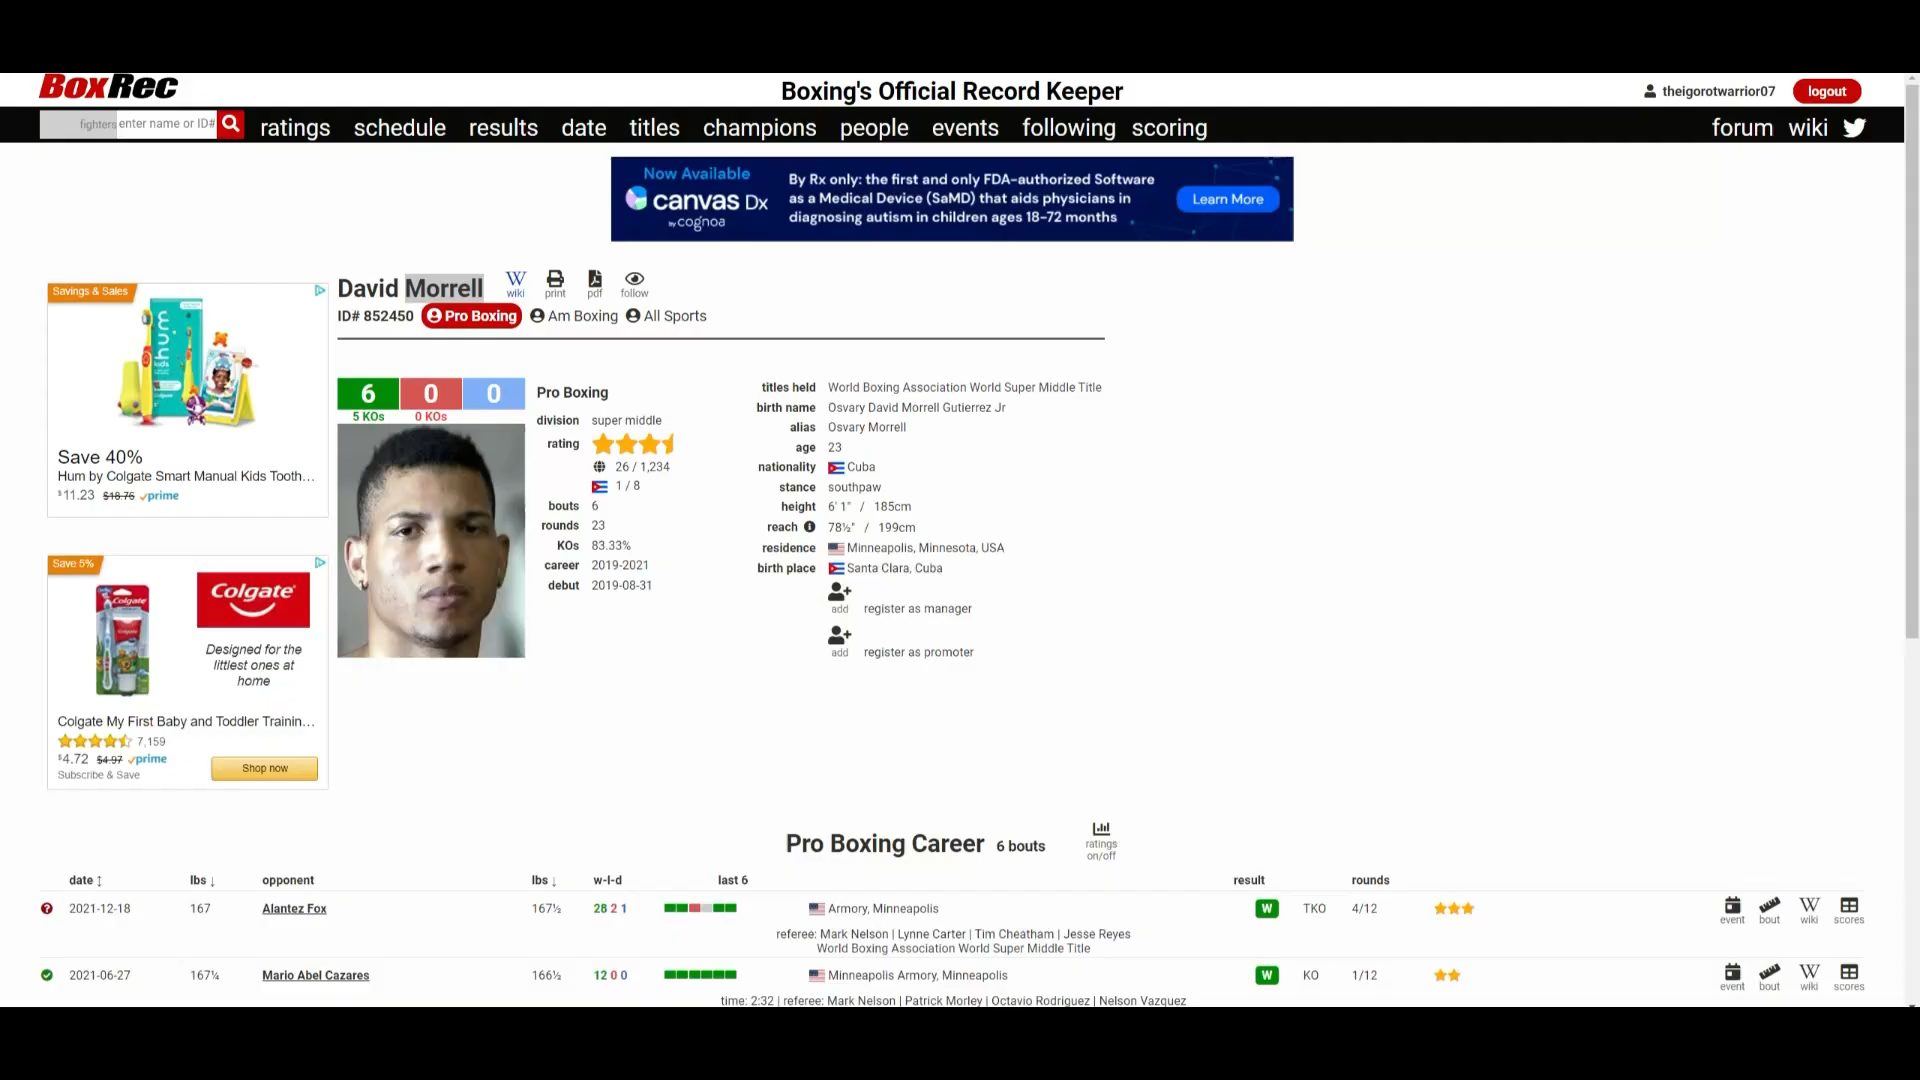 BoxRec
Boxing's Official Record Keeper
theigorotwarrior07
logout
fighters enter name or ID#
ratings schedule results date titles champions people events following scoring
forum wiki
Now Available
canvas Dx
by cognoa
By Rx only: the first and only FDA-authorized Software
as a Medical Device (SaMD) that aids physicians in
diagnosing autism in children ages 18-72 months
Learn More
Savings & Sales
hum
kids
Save 40%
Hum by Colgate Smart Manual Kids Tooth...
$11.23 $18.76 prime
Save 5%
Colgate
Designed for the
littlest ones at
home
Colgate My First Baby and Toddler Trainin...
7,159
$4.72 $4.97 prime
Subscribe & Save
Shop now
David Morrell
wiki print pdf follow
ID# 852450 Pro Boxing Am Boxing All Sports
6 0 0
5 KOs 0 KOs
Pro Boxing
division super middle
rating
26 / 1,234
1 / 8
bouts 6
rounds 23
KOs 83.33%
career 2019-2021
debut 2019-08-31
titles held World Boxing Association World Super Middle Title
birth name Osvary David Morrell Gutierrez Jr
alias Osvary Morrell
age 23
nationality Cuba
stance southpaw
height 6' 1" / 185cm
reach 78½" / 199cm
residence Minneapolis, Minnesota, USA
birth place Santa Clara, Cuba
add register as manager
add register as promoter
Pro Boxing Career 6 bouts
ratings
on/off
date lbs opponent lbs w-l-d last 6 result rounds
2021-12-18 167 Alantez Fox 167½ 28 2 1 Armory, Minneapolis W TKO 4/12
event bout wiki scores
referee: Mark Nelson | Lynne Carter | Tim Cheatham | Jesse Reyes
World Boxing Association World Super Middle Title
2021-06-27 167¼ Mario Abel Cazares 166½ 12 0 0 Minneapolis Armory, Minneapolis W KO 1/12
event bout wiki scores
time: 2:32 | referee: Mark Nelson | Patrick Morley | Octavio Rodriguez | Nelson Vazquez